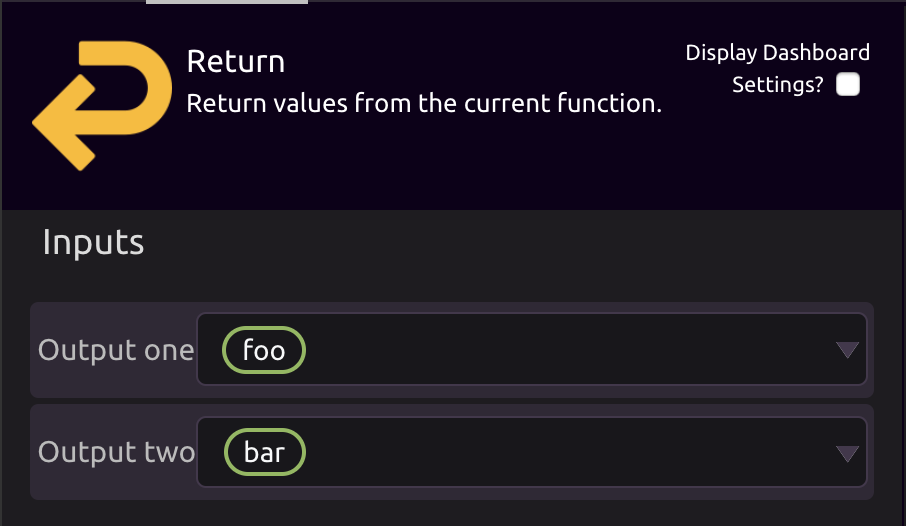 Return
Return values from the current function.
Display Dashboard
Settings?
Inputs
Output one
foo
Output two
bar